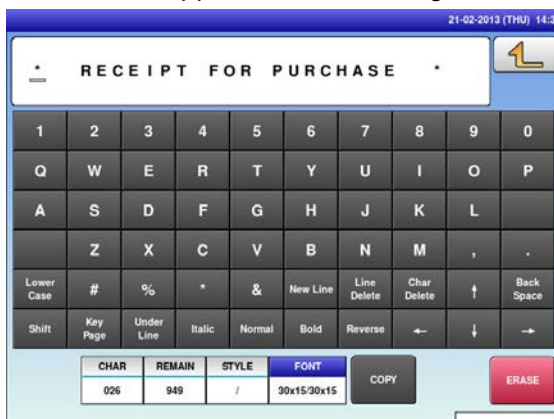 21-02-2013 (THU) 14:3
* RECEIPT FOR PURCHASE *
1 2 3 4 5 6 7 8 9 0
Q W E R T Y U I O P
A S D F G H J K L
Z X C V B N M , .
Lower Case # % * & New Line Line Delete Char Delete ↑ Back Space
Shift Key Page Under Line Italic Normal Bold Reverse ← ↓ →
CHAR REMAIN STYLE FONT
026 949 / 30x15/30x15
COPY
ERASE